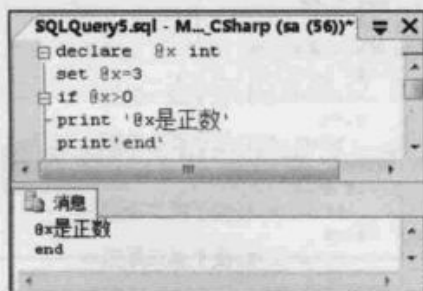 SQLQuery5.sql - M..._CSharp (sa (56))*
declare @x int
set @x=3
if @x>0
print '@x是正数'
print'end'
消息
@x是正数
end